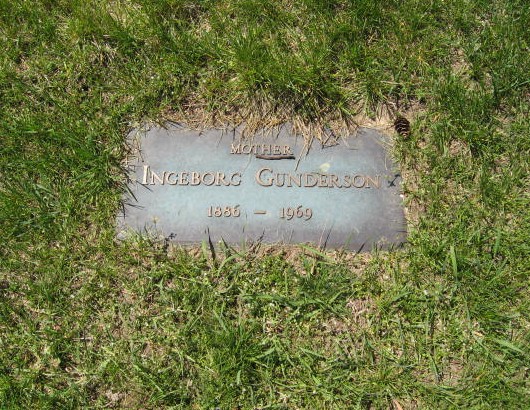 MOTHER
INGEBORG GUNDERSON
1886 — 1969